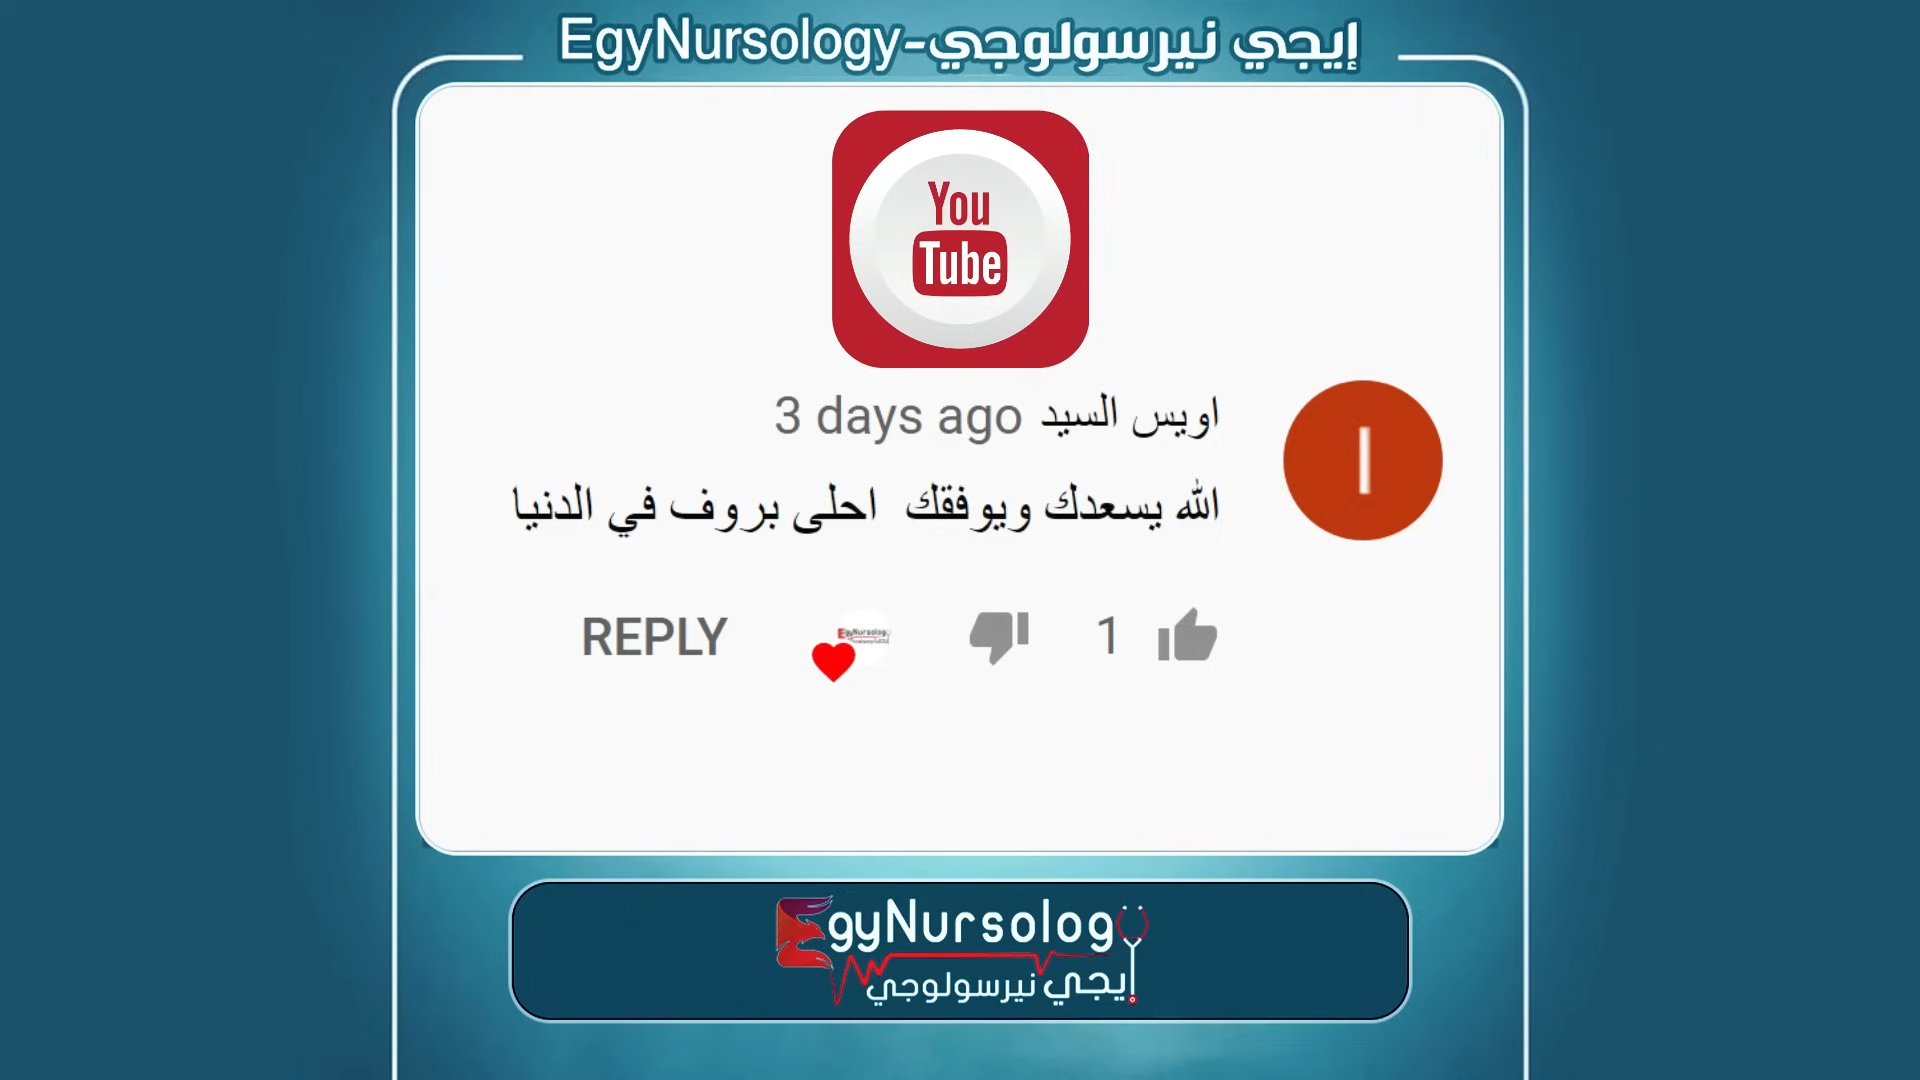 إيجي نيرسولوجي-EgyNursology
You
Tube
اويس السيد 3 days ago
ا
الله يسعدك ويوفقك احلى بروف في الدنيا
1
EgyNursology
REPLY
EgyNursology
إيجي نيرسولوجي